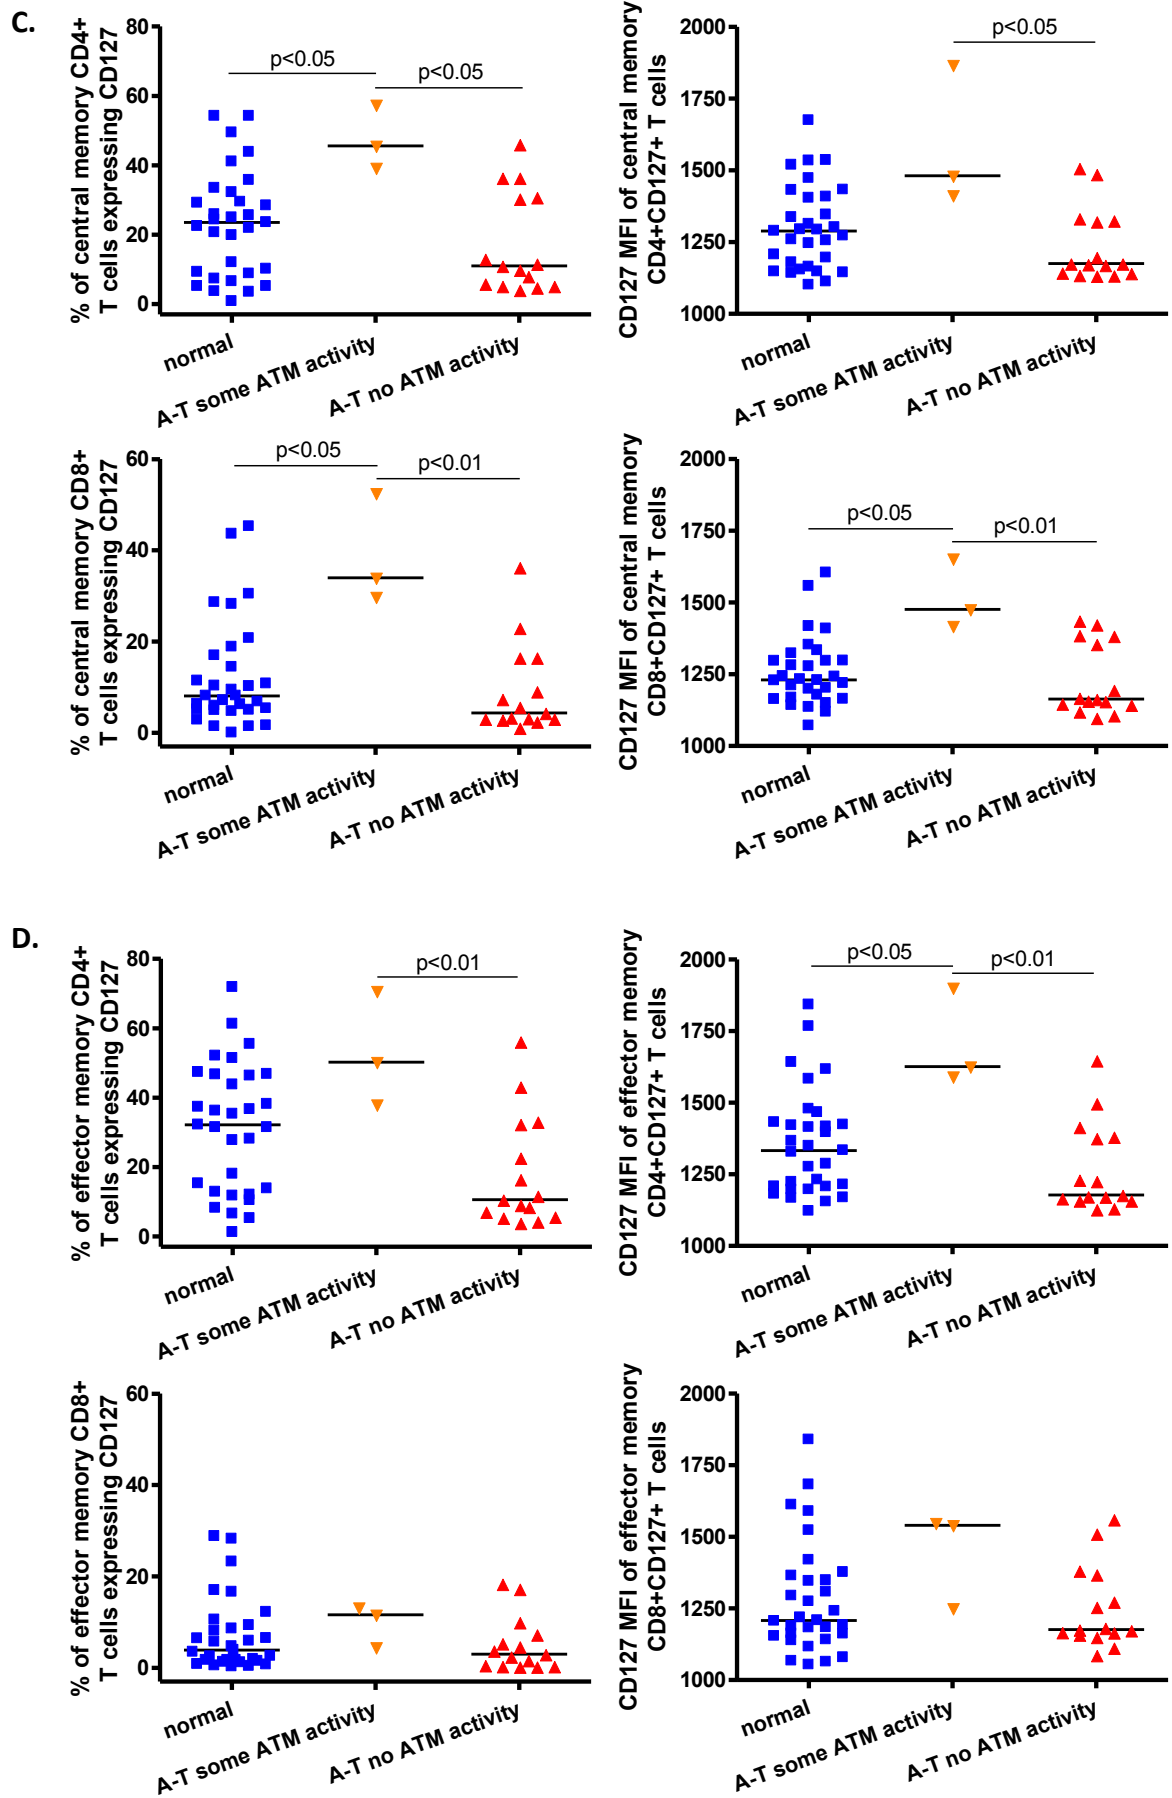 C.
% of central memory CD4+
T cells expressing CD127
80
60
40
20
0
p<0.05
p<0.05
normal
A-T some ATM activity
A-T no ATM activity
CD127 MFI of central memory
CD4+CD127+ T cells
2000
1750
1500
1250
1000
p<0.05
normal
A-T some ATM activity
A-T no ATM activity
% of central memory CD8+
T cells expressing CD127
60
40
20
0
p<0.05
p<0.01
normal
A-T some ATM activity
A-T no ATM activity
CD127 MFI of central memory
CD8+CD127+ T cells
2000
1750
1500
1250
1000
p<0.05
p<0.01
normal
A-T some ATM activity
A-T no ATM activity
D.
% of effector memory CD4+
T cells expressing CD127
80
60
40
20
0
p<0.01
normal
A-T some ATM activity
A-T no ATM activity
CD127 MFI of effector memory
CD4+CD127+ T cells
2000
1750
1500
1250
1000
p<0.05
p<0.01
normal
A-T some ATM activity
A-T no ATM activity
% of effector memory CD8+
T cells expressing CD127
60
40
20
0
normal
A-T some ATM activity
A-T no ATM activity
CD127 MFI of effector memory
CD8+CD127+ T cells
2000
1750
1500
1250
1000
normal
A-T some ATM activity
A-T no ATM activity